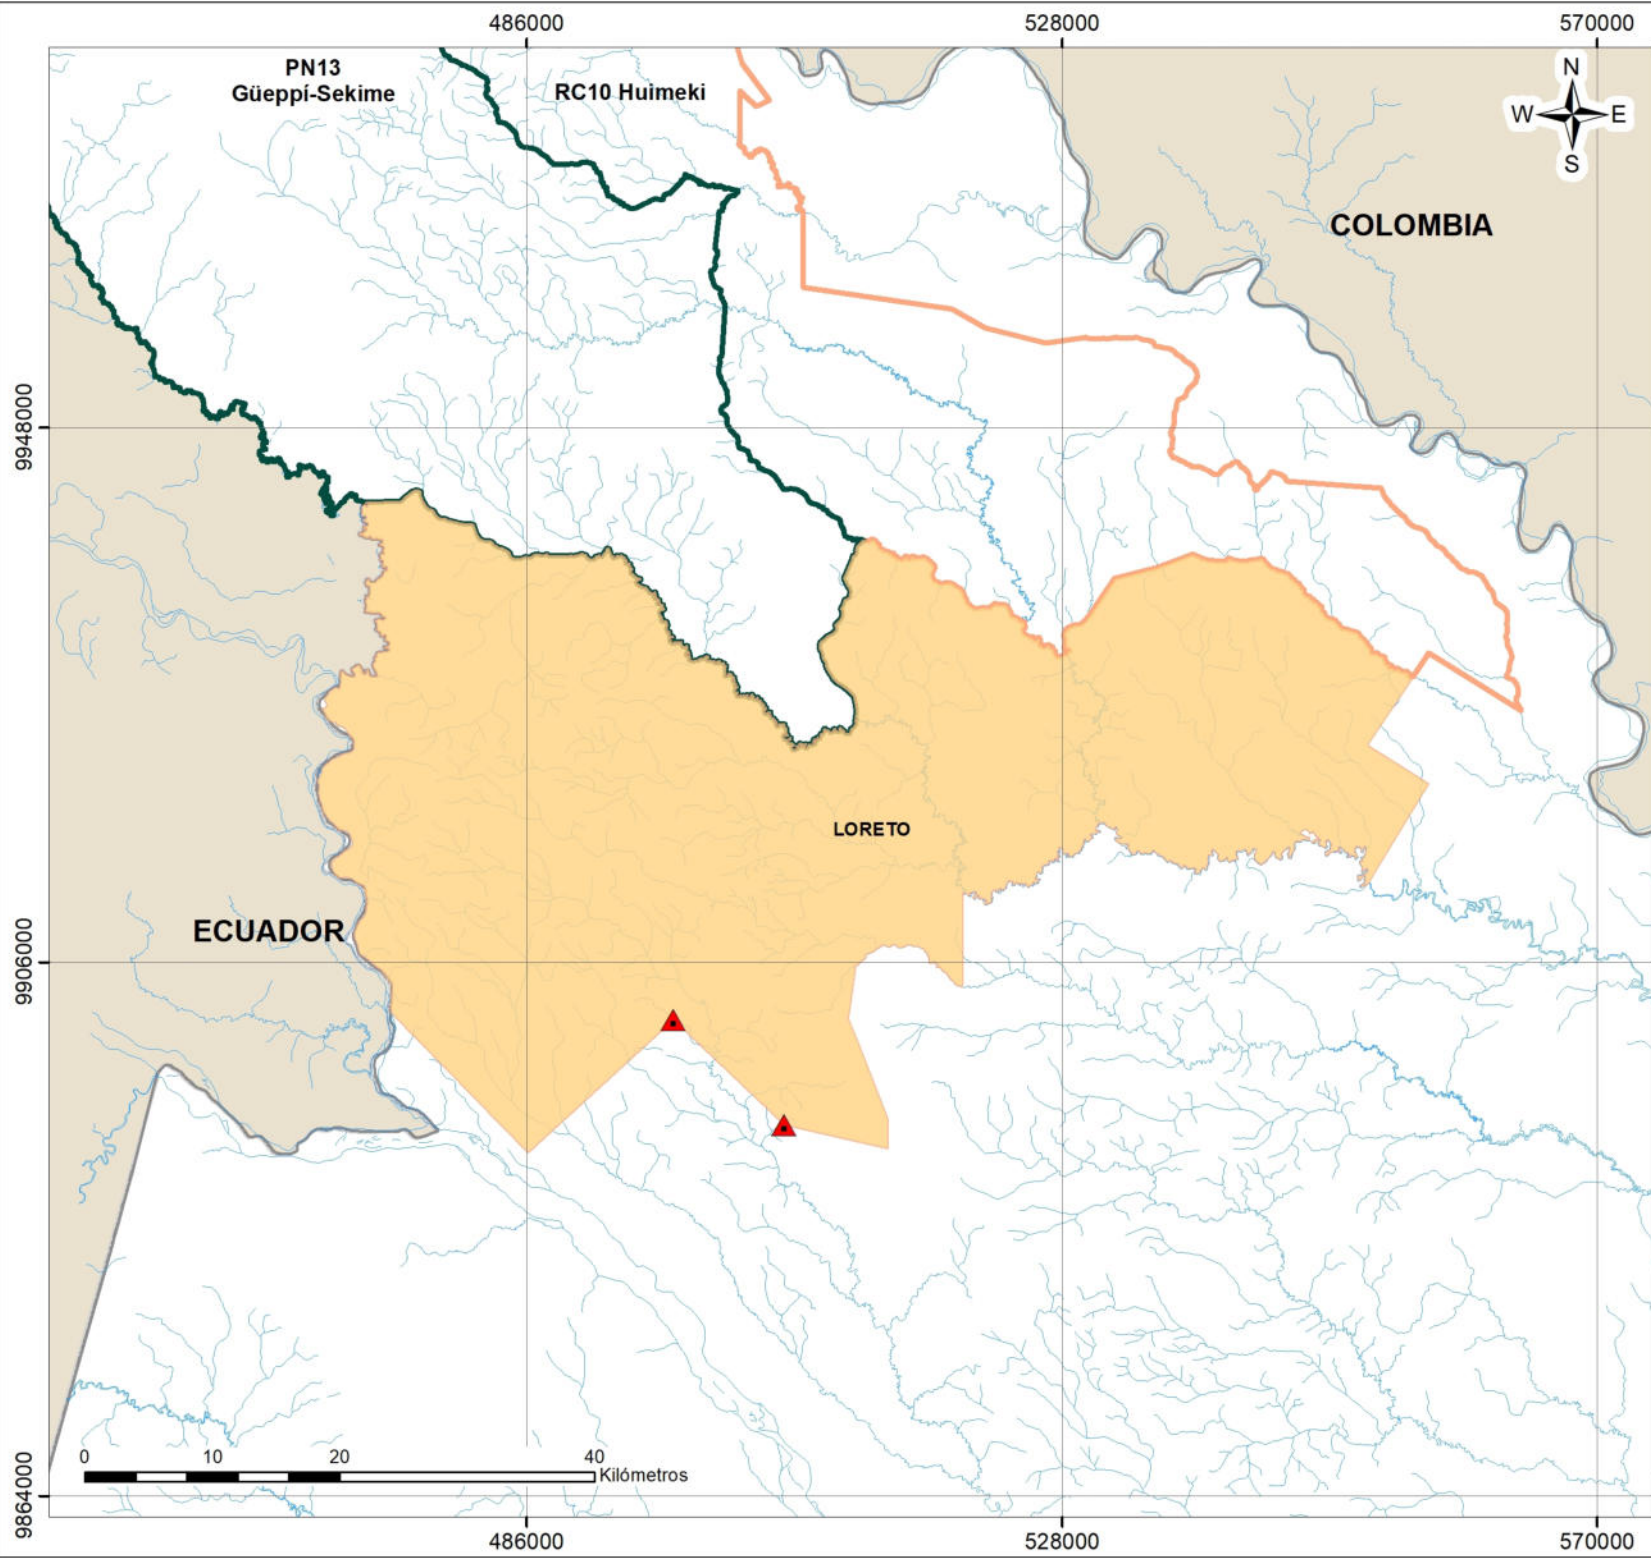 486000
528000
570000
PN13
Güeppí-Sekime
RC10 Huimeki
N
W
E
S
COLOMBIA
9948000
LORETO
ECUADOR
9906000
0
10
20
40
Kilómetros
9864000
486000
528000
570000